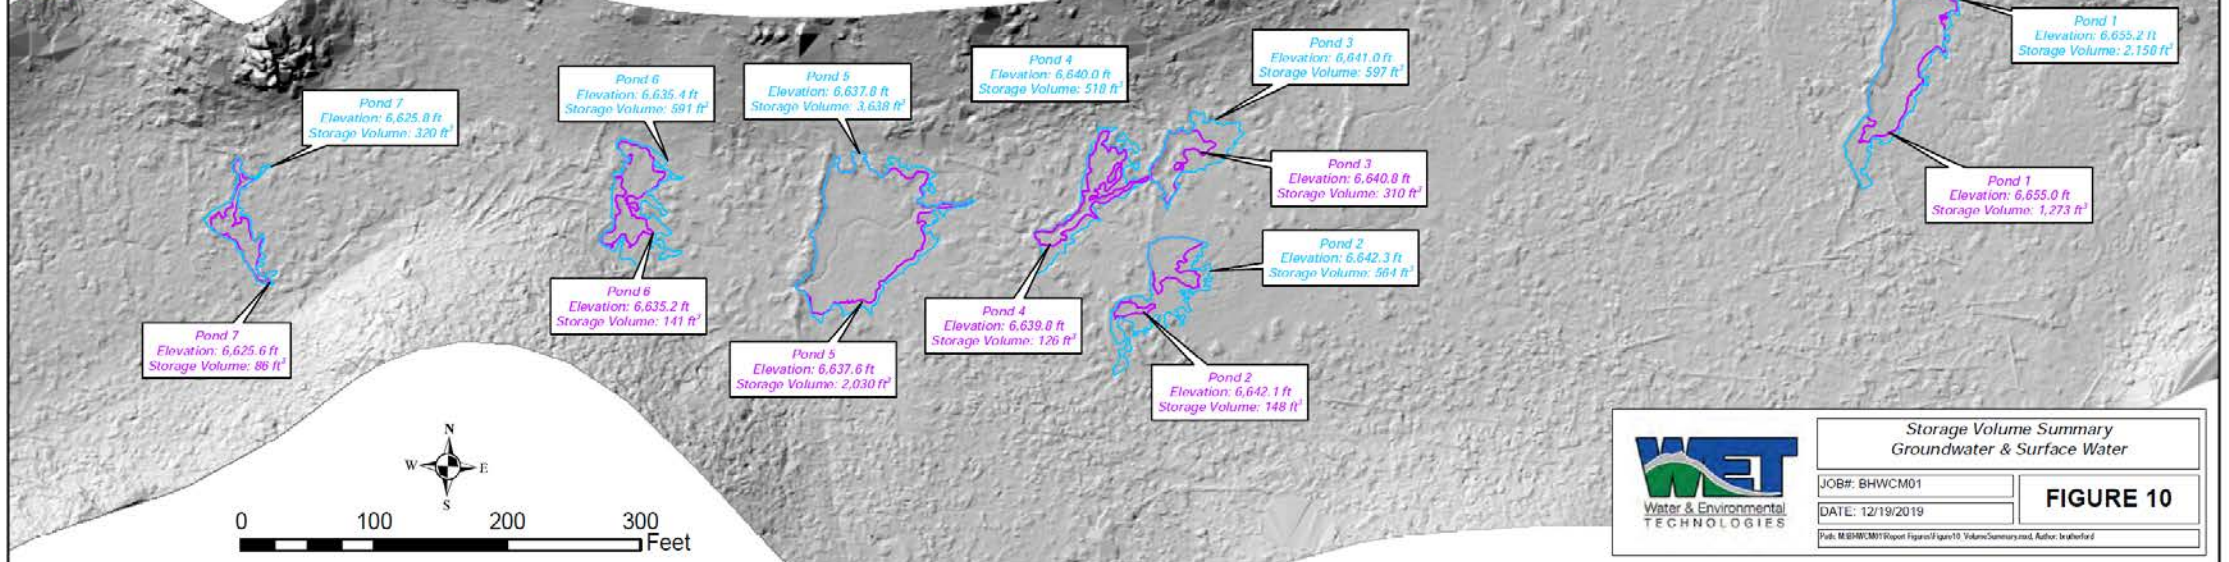 Pond 1
Elevation: 6,655.2 ft
Storage Volume: 2,158 ft³
Pond 3
Elevation: 6,641.0 ft
Storage Volume: 597 ft³
Pond 4
Elevation: 6,640.0 ft
Storage Volume: 518 ft³
Pond 5
Elevation: 6,637.8 ft
Storage Volume: 3,638 ft³
Pond 6
Elevation: 6,635.4 ft
Storage Volume: 591 ft³
Pond 7
Elevation: 6,625.8 ft
Storage Volume: 320 ft³
Pond 3
Elevation: 6,640.8 ft
Storage Volume: 310 ft³
Pond 1
Elevation: 6,655.0 ft
Storage Volume: 1,273 ft³
Pond 2
Elevation: 6,642.3 ft
Storage Volume: 564 ft³
Pond 6
Elevation: 6,635.2 ft
Storage Volume: 141 ft³
Pond 4
Elevation: 6,639.8 ft
Storage Volume: 126 ft³
Pond 7
Elevation: 6,625.6 ft
Storage Volume: 86 ft³
Pond 5
Elevation: 6,637.6 ft
Storage Volume: 2,030 ft³
Pond 2
Elevation: 6,642.1 ft
Storage Volume: 148 ft³
N
W E
S
0 100 200 300
Feet
WET
Water & Environmental
TECHNOLOGIES
Storage Volume Summary
Groundwater & Surface Water
JOB#: BHWCM01
DATE: 12/19/2019
FIGURE 10
Path: M:\BHWCM01\Report Figures\Figure10_VolumeSummary.mxd, Author: brutherford